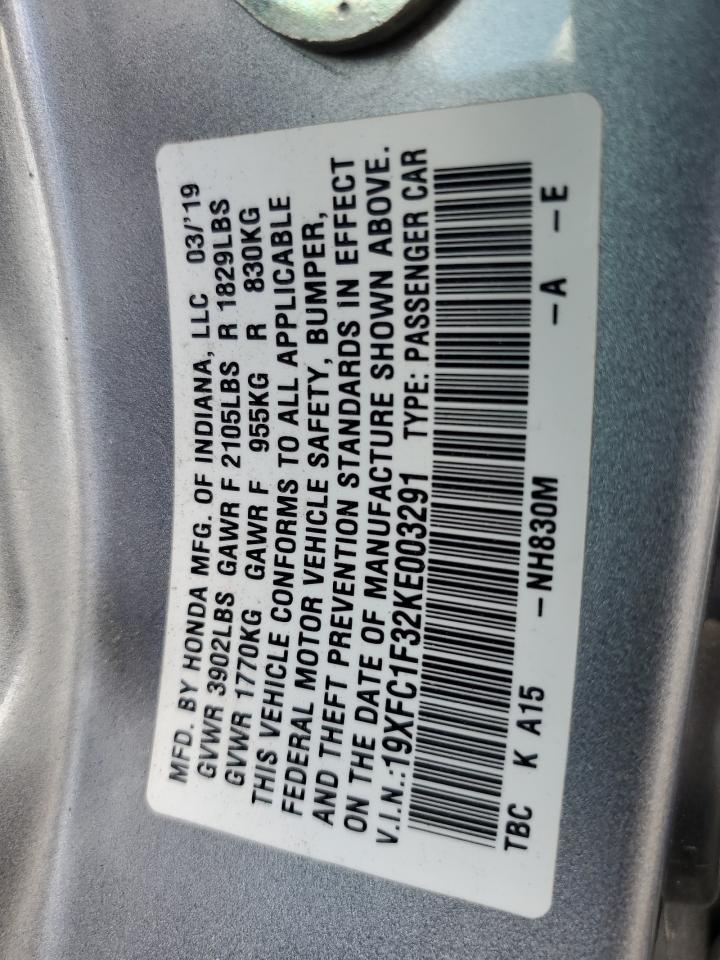 MFD. BY HONDA MFG. OF INDIANA, LLC 03/'19
GVWR 3902LBS GAWR F 2105LBS R 1829LBS
GVWR 1770KG GAWR F 955KG R 830KG
THIS VEHICLE CONFORMS TO ALL APPLICABLE
FEDERAL MOTOR VEHICLE SAFETY, BUMPER,
AND THEFT PREVENTION STANDARDS IN EFFECT
ON THE DATE OF MANUFACTURE SHOWN ABOVE.
V.I.N.:19XFC1F32KE003291 TYPE: PASSENGER CAR
TBC K A15 -NH830M -A -E